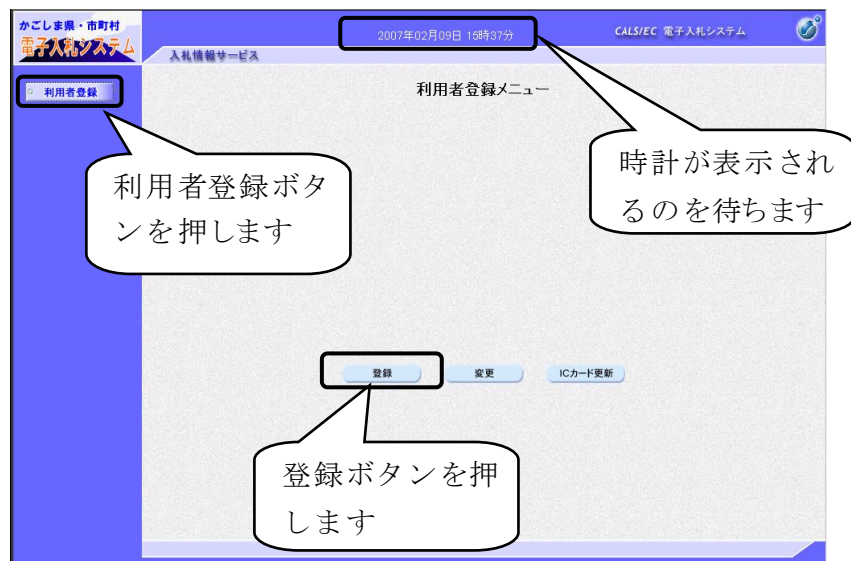 かごしま県・市町村
電子入札システム
2007年02月09日 15時37分
CALS/EC 電子入札システム
入札情報サービス
利用者登録
利用者登録メニュー
時計が表示され
るのを待ちます
利用者登録ボタ
ンを押します
登録
変更
ICカード更新
登録ボタンを押
します